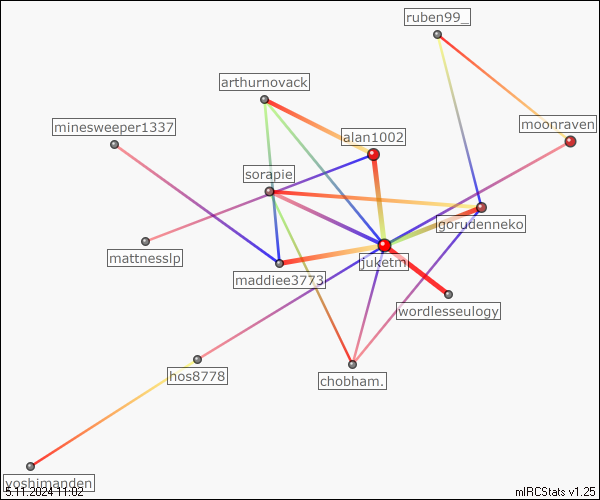 ruben99_
arthurnovack
minesweeper1337
moonraven
alan1002
sorapie
gorudenneko
mattnesslp
juketm
maddiee3773
wordlesseulogy
hos8778
chobham.
yoshimanden
5.11.2024 11:02
mIRCStats v1.25